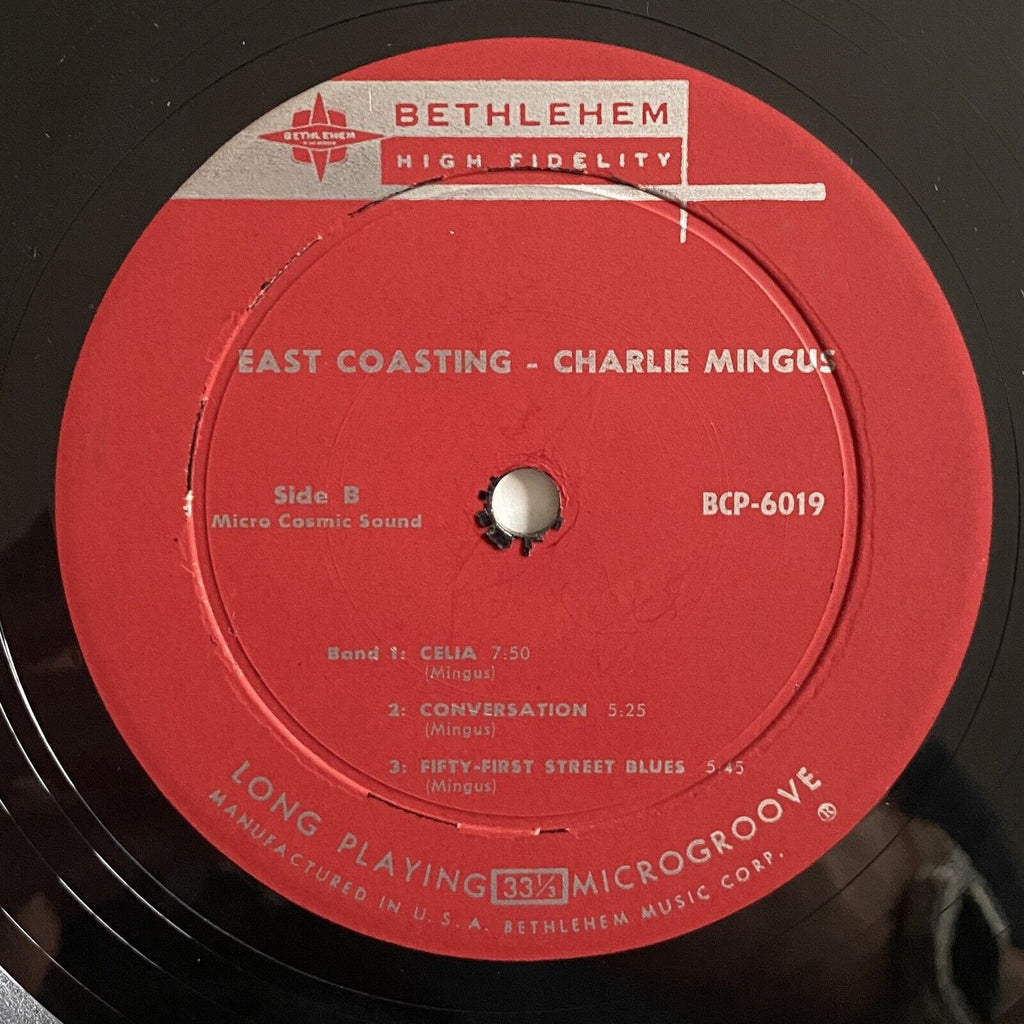 BETHLEHEM
BETHLEHEM
HIGH FIDELITY
EAST COASTING - CHARLIE MINGUS
Side B
Micro Cosmic Sound
BCP-6019
Band 1: CELIA 7:50
(Mingus)
2: CONVERSATION 5:25
(Mingus)
3: FIFTY-FIRST STREET BLUES 5:45
(Mingus)
LONG PLAYING 33⅓ MICROGROOVE ®
MANUFACTURED IN U.S.A. BETHLEHEM MUSIC CORP.